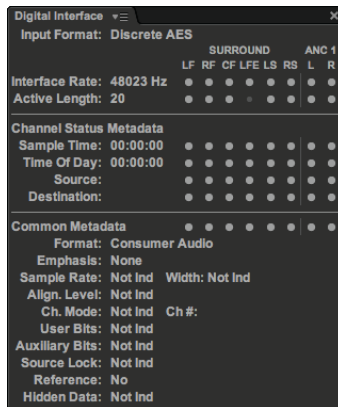 Digital Interface
Input Format: Discrete AES
SURROUND ANC 1
LF RF CF LFE LS RS L R
Interface Rate: 48023 Hz
Active Length: 20
Channel Status Metadata
Sample Time: 00:00:00
Time Of Day: 00:00:00
Source:
Destination:
Common Metadata
Format: Consumer Audio
Emphasis: None
Sample Rate: Not Ind Width: Not Ind
Align. Level: Not Ind
Ch. Mode: Not Ind Ch #:
User Bits: Not Ind
Auxiliary Bits: Not Ind
Source Lock: Not Ind
Reference: No
Hidden Data: Not Ind